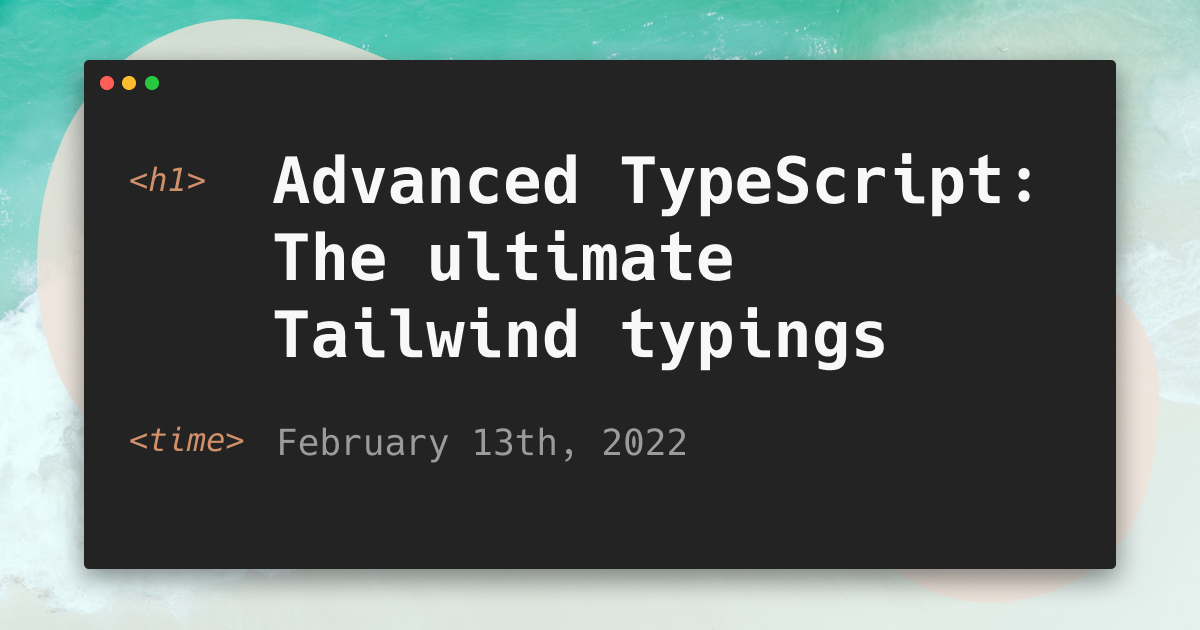 <h1> Advanced TypeScript:
The ultimate
Tailwind typings
<time> February 13th, 2022